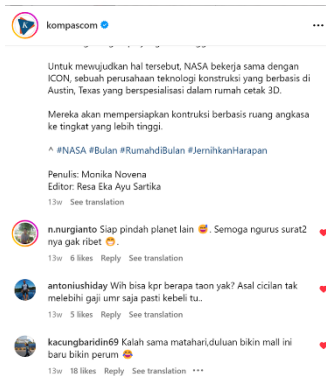 kompascom
Untuk mewujudkan hal tersebut, NASA bekerja sama dengan
ICON, sebuah perusahaan teknologi konstruksi yang berbasis di
Austin, Texas yang berspesialisasi dalam rumah cetak 3D.
Mereka akan mempersiapkan kontruksi berbasis ruang angkasa
ke tingkat yang lebih tinggi.
^ #NASA #Bulan #RumahdiBulan #JernihkanHarapan
Penulis: Monika Novena
Editor: Resa Eka Ayu Sartika
13w See translation
n.nurgianto Siap pindah planet lain 😅. Semoga ngurus surat2
nya gak ribet 😁.
13w 6 likes Reply See translation
antoniushiday Wih bisa kpr berapa taon yak? Asal cicilan tak
melebihi gaji umr saja pasti kebeli tu..
13w 5 likes Reply See translation
kacungbaridin69 Kalah sama matahari,duluan bikin mall ini
baru bikin perum 😂
13w 18 likes Reply See translation